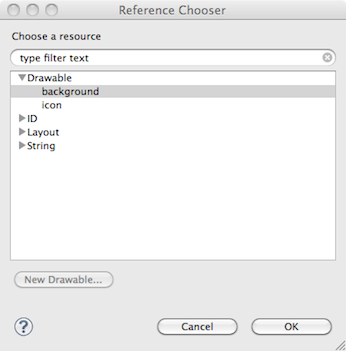 Reference Chooser
Choose a resource
type filter text
Drawable
background
icon
ID
Layout
String
New Drawable...
?
Cancel
OK